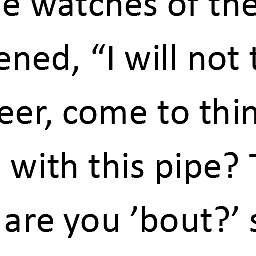 e watches of the
ened, “I will not t
eer, come to thin
with this pipe? T
are you ’bout?’ s